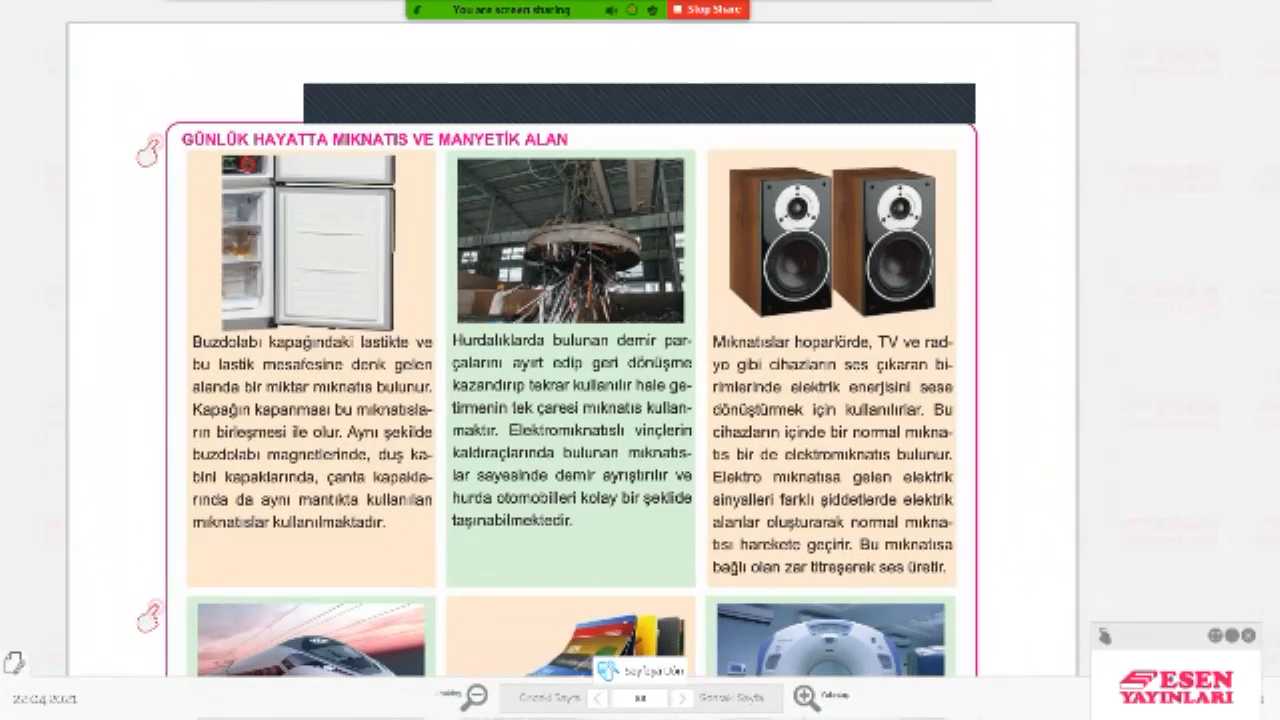 You are screen sharing
Stop Share
GÜNLÜK HAYATTA MIKNATIS VE MANYETİK ALAN
Buzdolabı kapağındaki lastikte ve
bu lastik mesafesine denk gelen
alanda bir miktar mıknatıs bulunur.
Kapağın kapanması bu mıknatısla-
rın birleşmesi ile olur. Aynı şekilde
buzdolabı magnetlerinde, duş ka-
bini kapaklarında, çanta kapakla-
rında da aynı mantıkta kullanılan
mıknatıslar kullanılmaktadır.
Hurdalıklarda bulunan demir par-
çalarını ayırt edip geri dönüşme
kazandırıp tekrar kullanılır hale ge-
tirmenin tek çaresi mıknatıs kullan-
maktır. Elektromıknatıslı vinçlerin
kaldıraçlarında bulunan mıknatıs-
lar sayesinde demir ayrıştırılır ve
hurda otomobilleri kolay bir şekilde
taşınabilmektedir.
Mıknatıslar hoparlörde, TV ve rad-
yo gibi cihazların ses çıkaran bi-
rimlerinde elektrik enerjisini sese
dönüştürmek için kullanılırlar. Bu
cihazların içinde bir normal mıkna-
tıs bir de elektromıknatıs bulunur.
Elektro mıknatısa gelen elektrik
sinyalleri farklı şiddetlerde elektrik
alanlar oluşturarak normal mıkna-
tısı harekete geçirir. Bu mıknatısa
bağlı olan zar titreşerek ses üretir.
Sayfaya Dön
22.04.2021
Önceki Sayfa
Sonraki Sayfa
ESEN
YAYINLARI